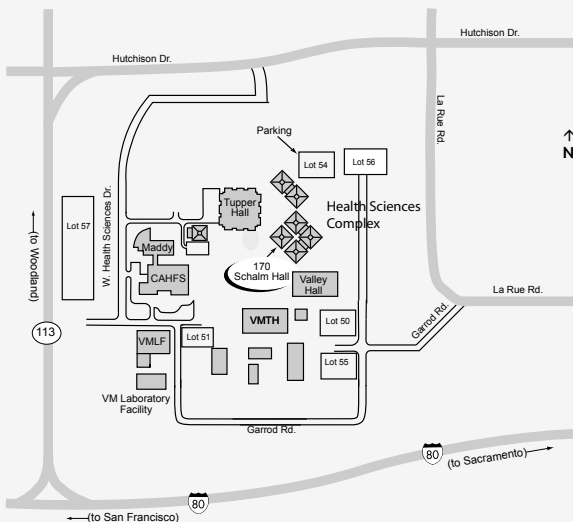 Hutchison Dr.
Hutchison Dr.
La Rue Rd.
N
Parking
Lot 54
Lot 56
Tupper
Hall
Health Sciences
Complex
Lot 57
W. Health Sciences Dr.
(to Woodland)
Maddy
CAHFS
170
Schalm Hall
Valley
Hall
La Rue Rd.
Garrod Rd.
113
VMTH
Lot 50
VMLF
Lot 51
Lot 55
VM Laboratory
Facility
Garrod Rd.
80
(to Sacramento)
80
(to San Francisco)